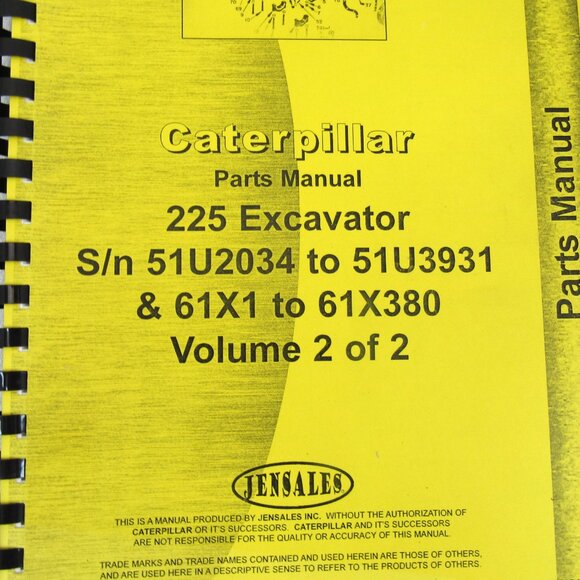 Caterpillar
Parts Manual
225 Excavator
S/n 51U2034 to 51U3931
& 61X1 to 61X380
Volume 2 of 2
JENSALES
THIS IS A MANUAL PRODUCED BY JENSALES INC. WITHOUT THE AUTHORIZATION OF
CATERPILLAR OR IT'S SUCCESSORS. CATERPILLAR AND IT'S SUCCESSORS
ARE NOT RESPONSIBLE FOR THE QUALITY OR ACCURACY OF THIS MANUAL.
TRADE MARKS AND TRADE NAMES CONTAINED AND USED HEREIN ARE THOSE OF OTHERS,
AND ARE USED HERE IN A DESCRIPTIVE SENSE TO REFER TO THE PRODUCTS OF OTHERS.
Parts Manual